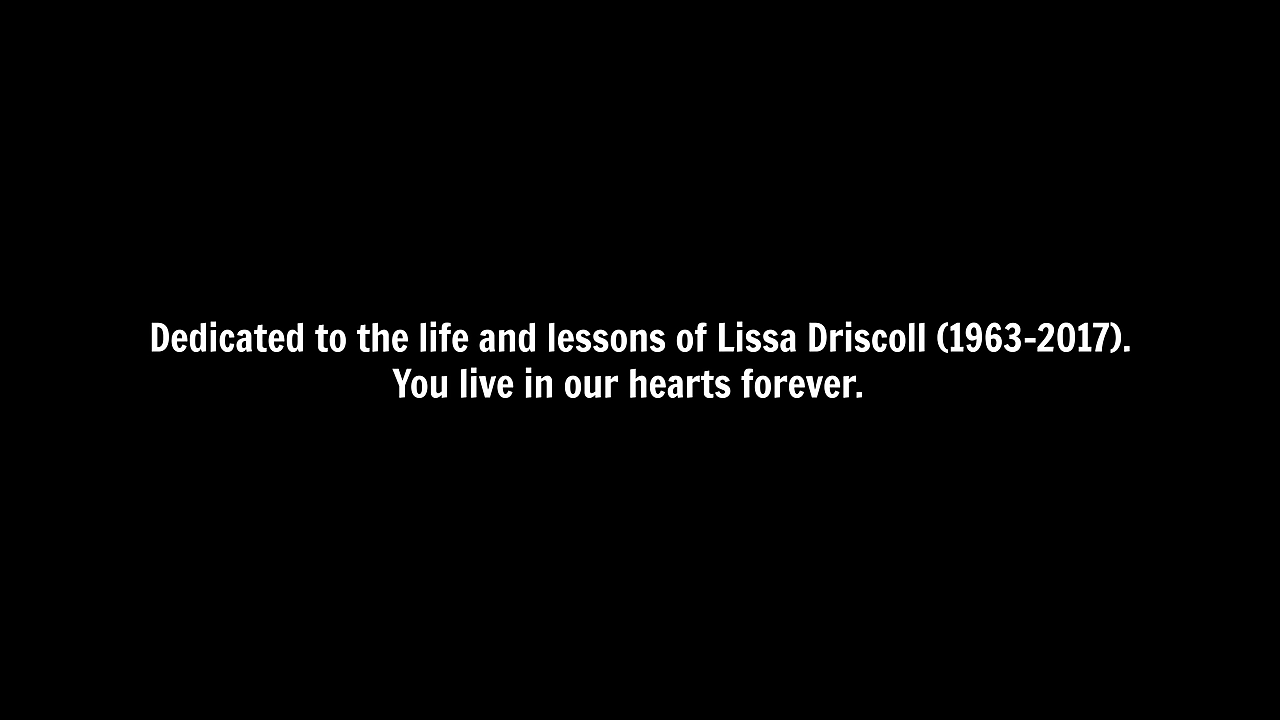 Dedicated to the life and lessons of Lissa Driscoll (1963-2017).
You live in our hearts forever.